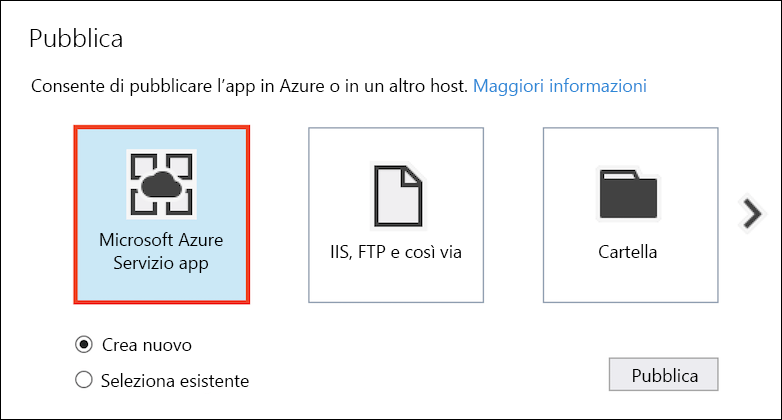 Pubblica
Consente di pubblicare l'app in Azure o in un altro host. Maggiori informazioni
Microsoft Azure
Servizio app
IIS, FTP e così via
Cartella
Crea nuovo
Seleziona esistente
Pubblica